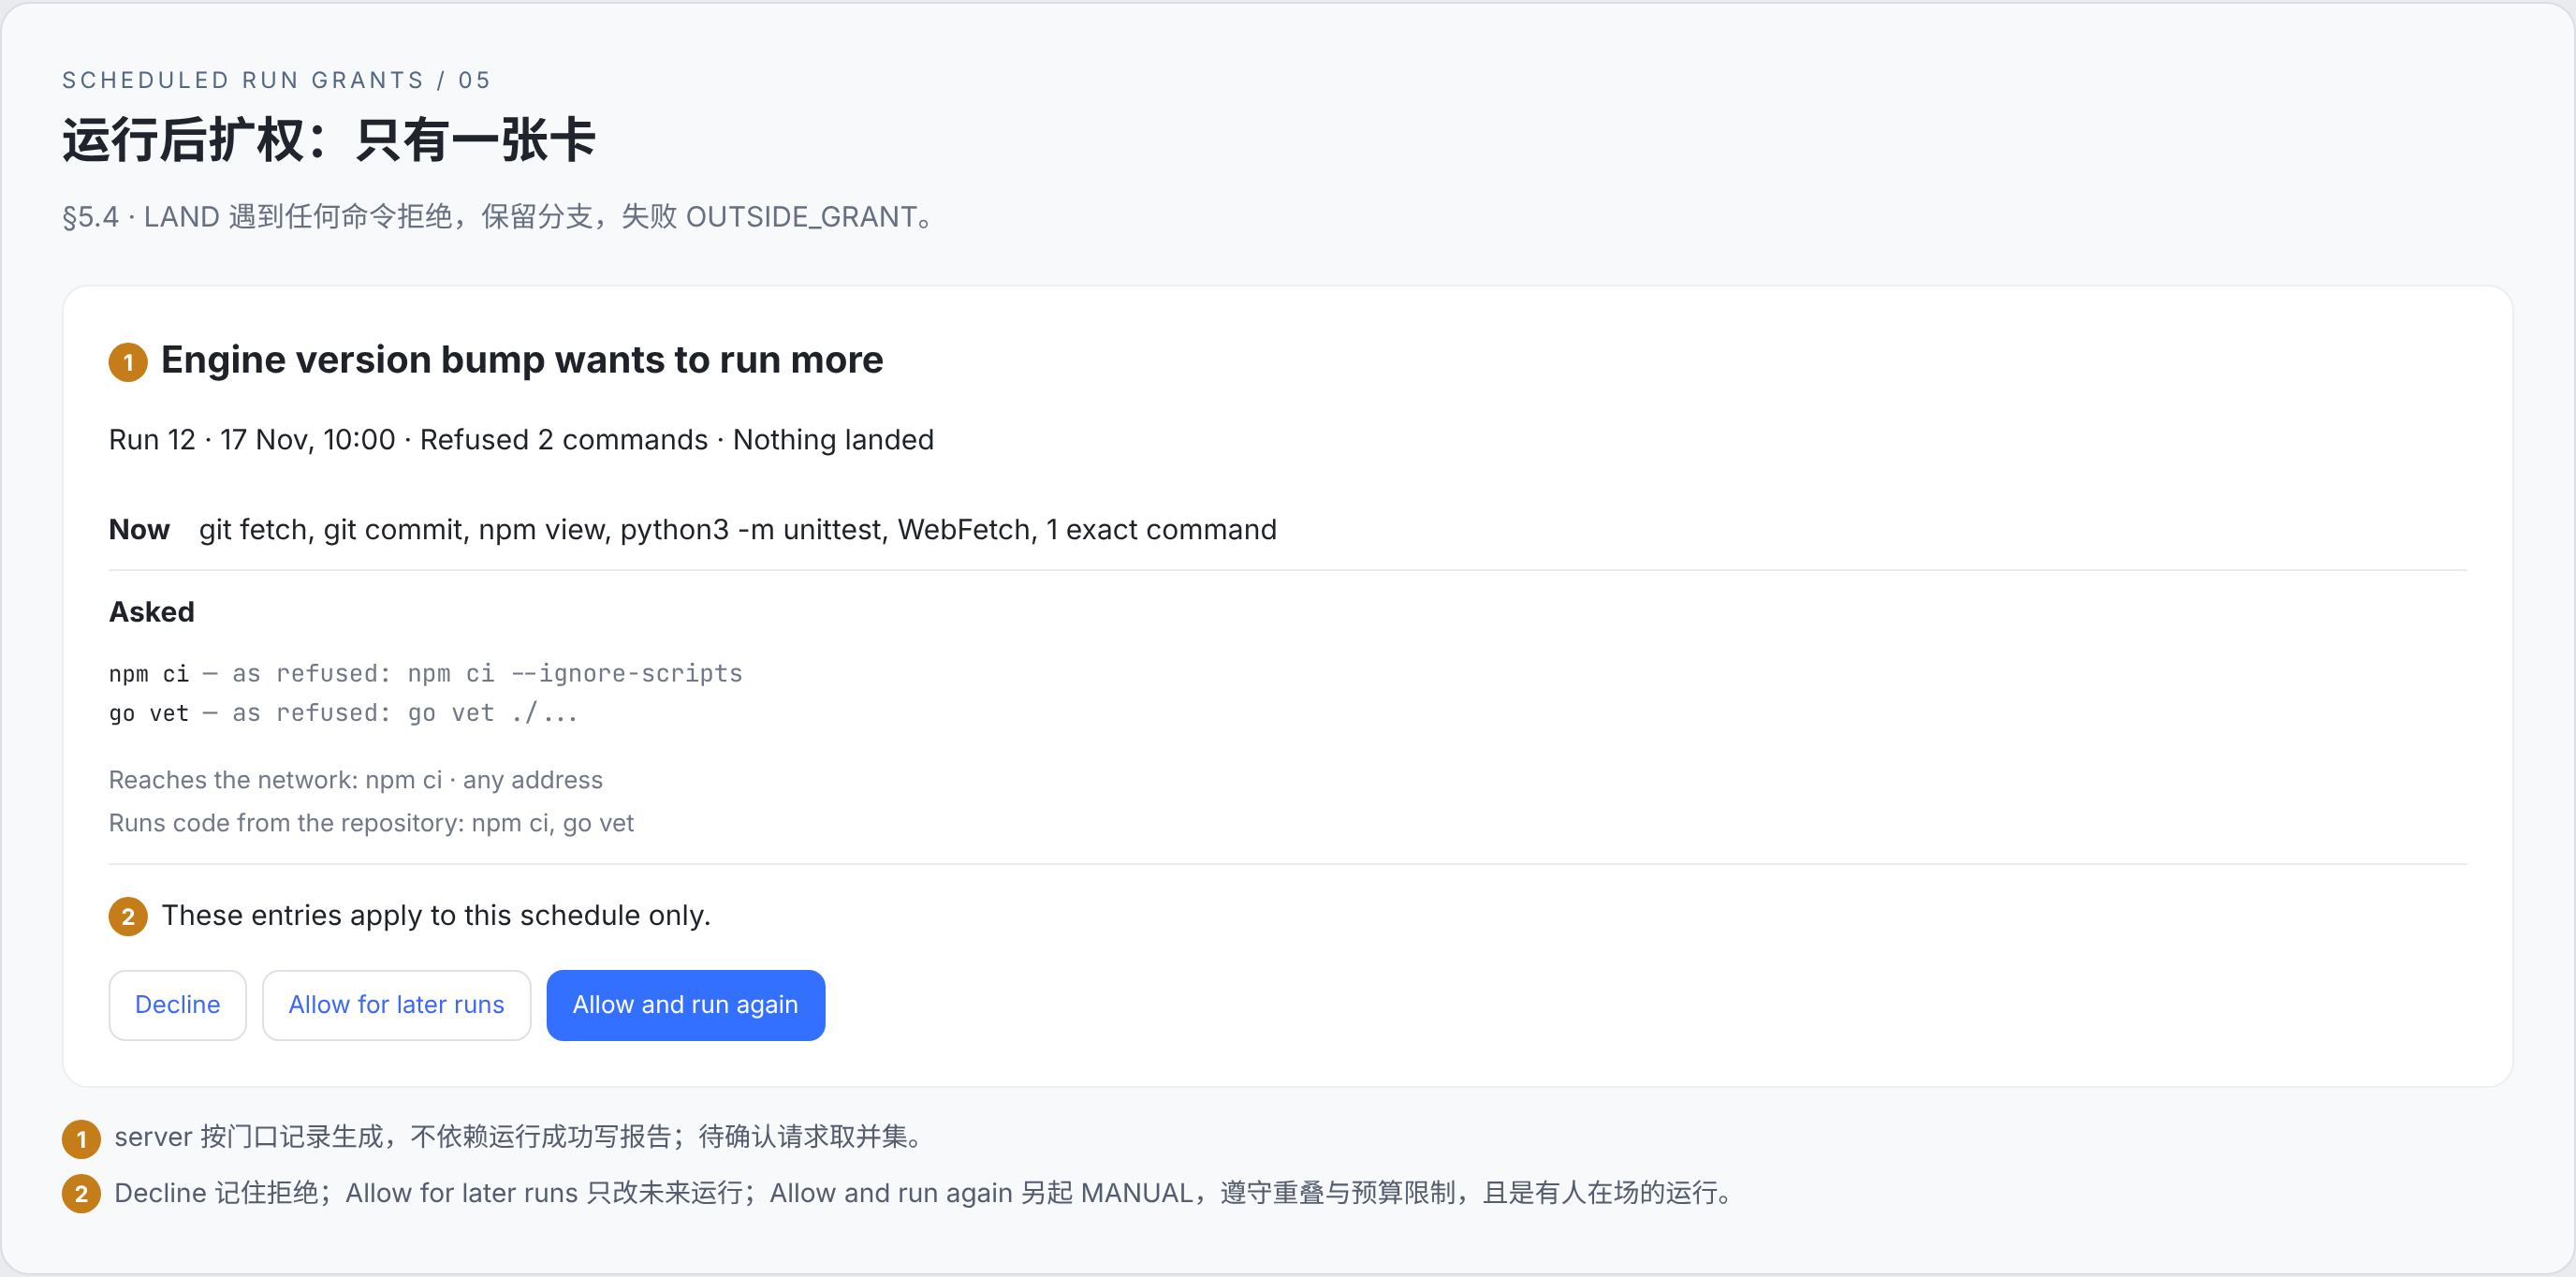 SCHEDULED RUN GRANTS / 05
运行后扩权：只有一张卡
§5.4 · LAND 遇到任何命令拒绝，保留分支，失败 OUTSIDE_GRANT。
1 Engine version bump wants to run more
Run 12 · 17 Nov, 10:00 · Refused 2 commands · Nothing landed
Now git fetch, git commit, npm view, python3 -m unittest, WebFetch, 1 exact command
Asked
npm ci — as refused: npm ci --ignore-scripts
go vet — as refused: go vet ./...
Reaches the network: npm ci · any address
Runs code from the repository: npm ci, go vet
2 These entries apply to this schedule only.
Decline Allow for later runs Allow and run again
1 server 按门口记录生成，不依赖运行成功写报告；待确认请求取并集。
2 Decline 记住拒绝；Allow for later runs 只改未来运行；Allow and run again 另起 MANUAL，遵守重叠与预算限制，且是有人在场的运行。